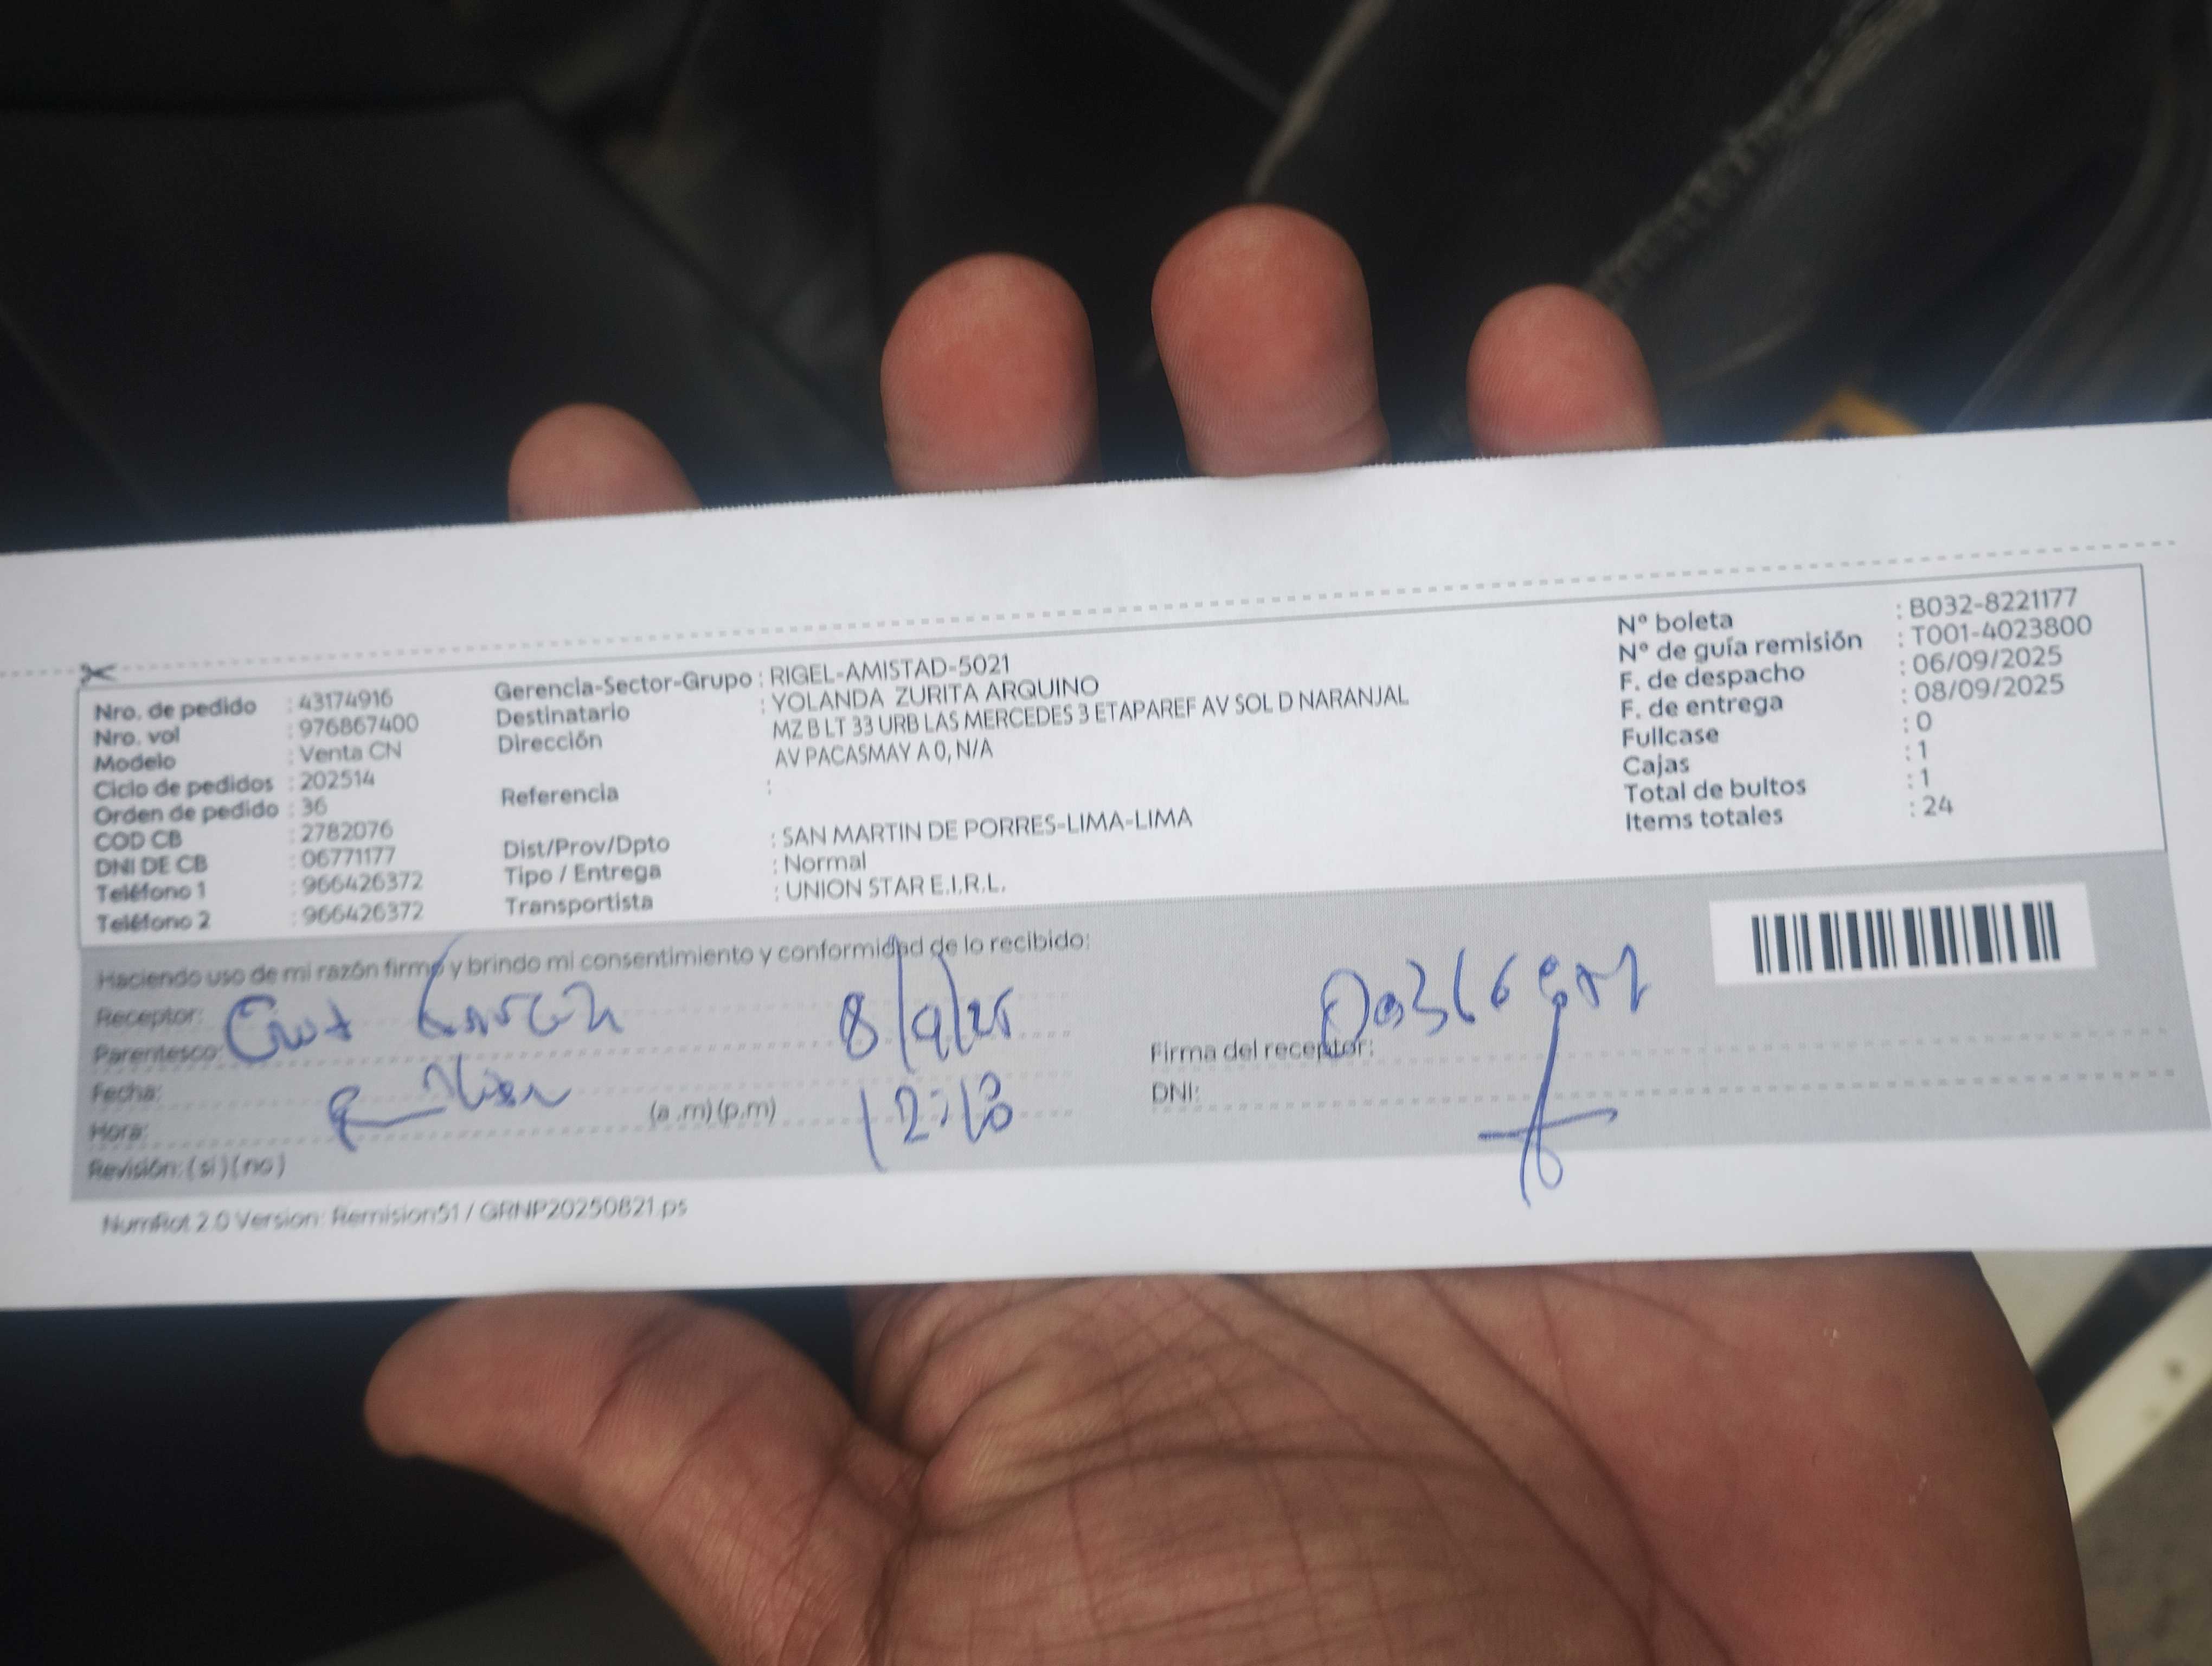 Nro. de pedido : 43174916
Nro. vol : 976867400
Modelo : Venta CN
Ciclo de pedidos : 202514
Orden de pedido : 36
COD CB : 2782076
DNI DE CB : 06771177
Teléfono 1 : 966426372
Teléfono 2 : 966426372
Gerencia-Sector-Grupo : RIGEL-AMISTAD-5021
Destinatario : YOLANDA ZURITA ARQUINO
Dirección MZ B LT 33 URB LAS MERCEDES 3 ETAPAREF AV SOL D NARANJAL
AV PACASMAY A 0, N/A
Referencia :
Dist/Prov/Dpto : SAN MARTIN DE PORRES-LIMA-LIMA
Tipo / Entrega : Normal
Transportista : UNION STAR E.I.R.L.
N° boleta : B032-8221177
N° de guía remisión : T001-4023800
F. de despacho : 06/09/2025
F. de entrega : 08/09/2025
Fullcase : 0
Cajas : 1
Total de bultos : 1
Items totales : 24
Haciendo uso de mi razón firmo y brindo mi consentimiento y conformidad de lo recibido:
Receptor:
Parentesco: 8/9/25
Fecha:
Hora: (a .m) (p.m) 12:18
Revisión: (si) (no)
Firma del receptor:
DNI:
NumRot 2.0 Version: Remision51 / GRNP20250821.ps